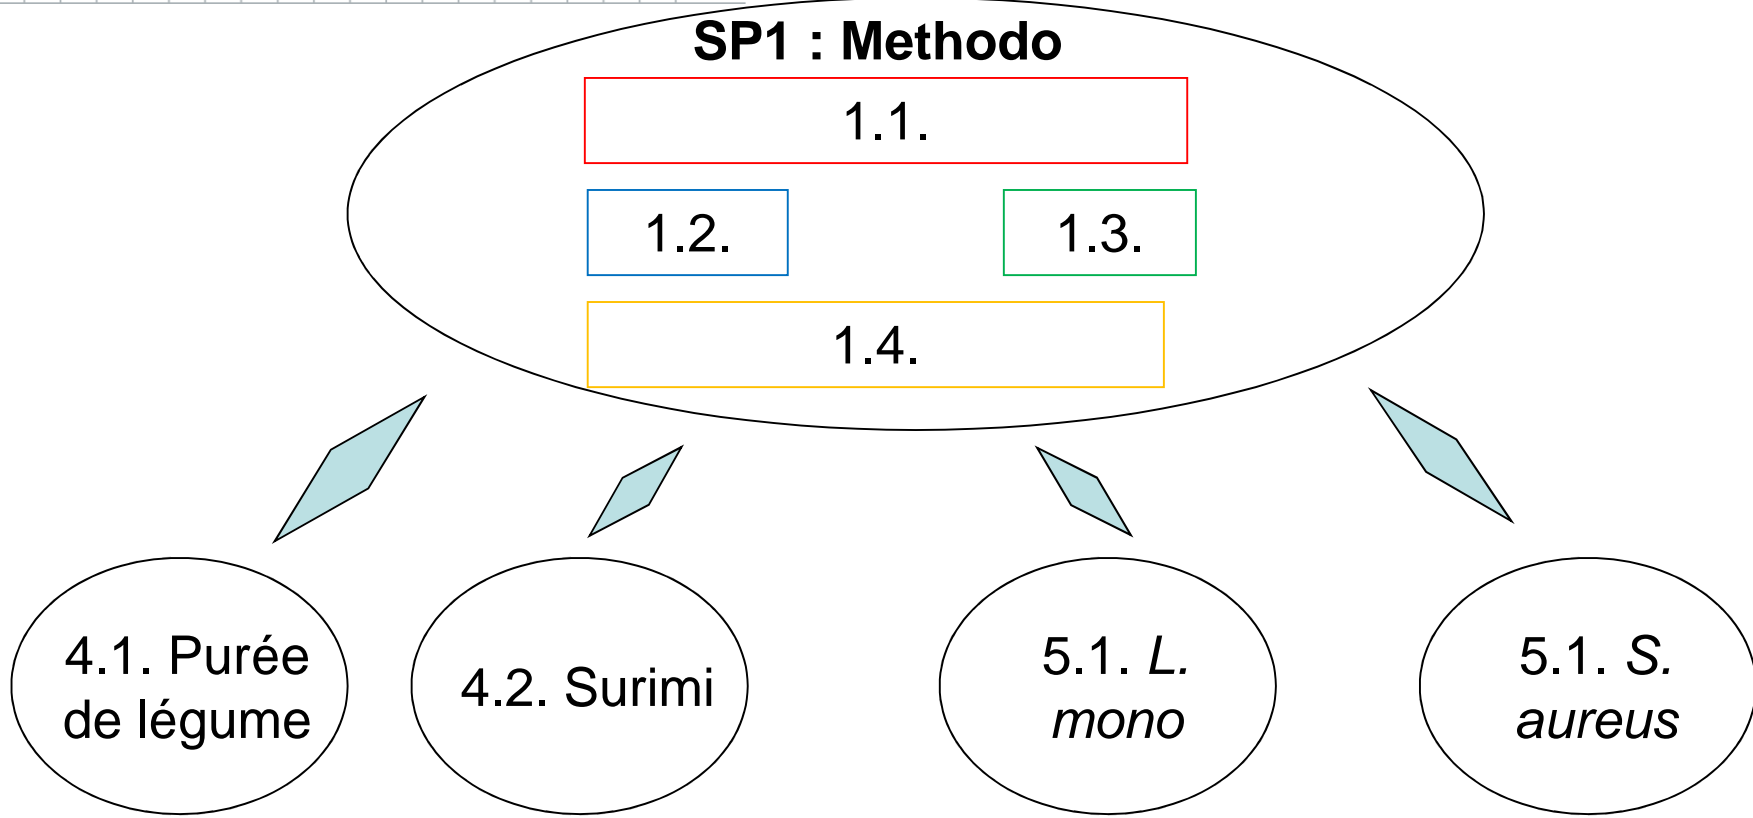 SP1 : Methodo
1.1.
1.2.
1.3.
1.4.
4.1. Purée
de légume
4.2. Surimi
5.1. L.
mono
5.1. S.
aureus